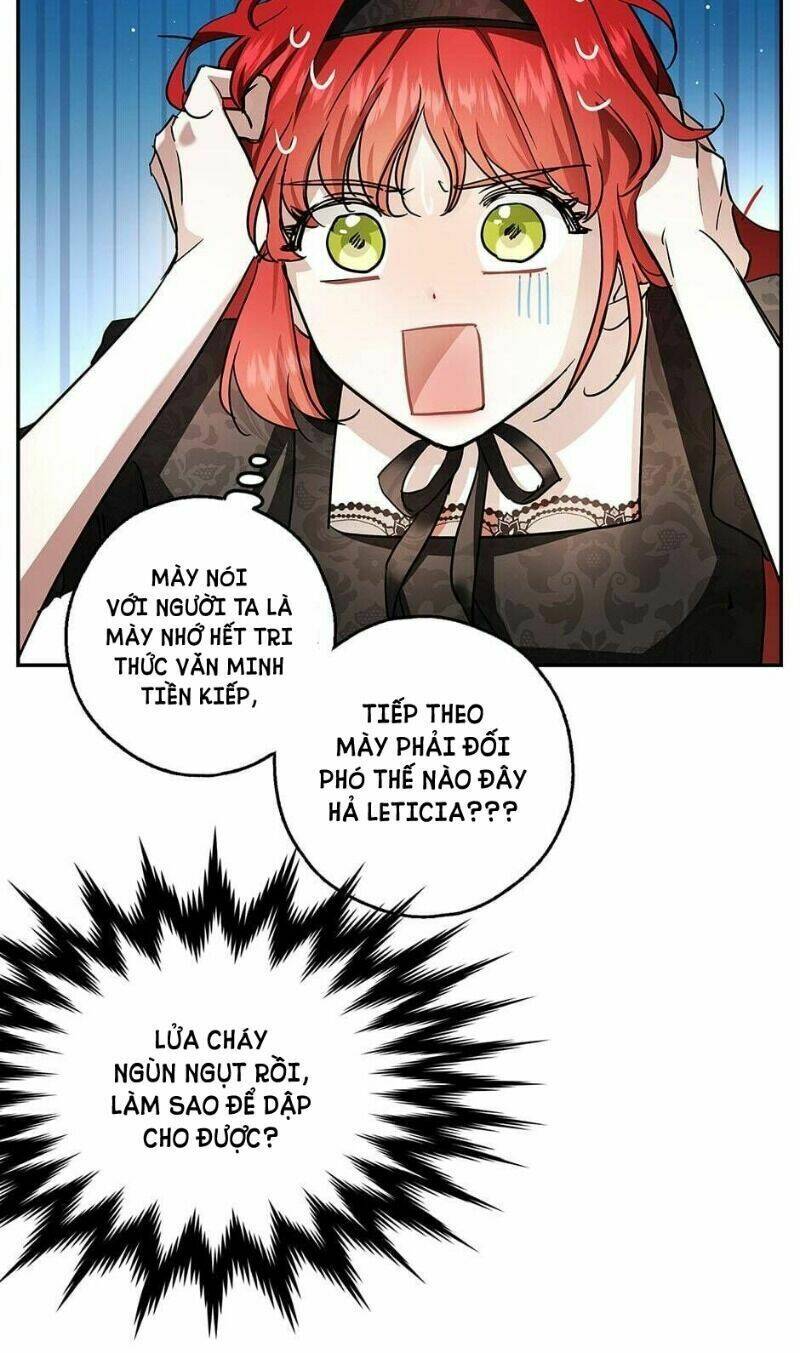 MÀY NÓI
VỚI NGƯỜI TA LÀ
MÀY NHỚ HẾT TRI
THỨC VĂN MINH
TIỀN KIẾP,
TIẾP THEO
MÀY PHẢI ĐỐI
PHÓ THẾ NÀO ĐÂY
HẢ LETICIA???
LỬA CHÁY
NGÙN NGỤT RỒI,
LÀM SAO ĐỂ DẬP
CHO ĐƯỢC?